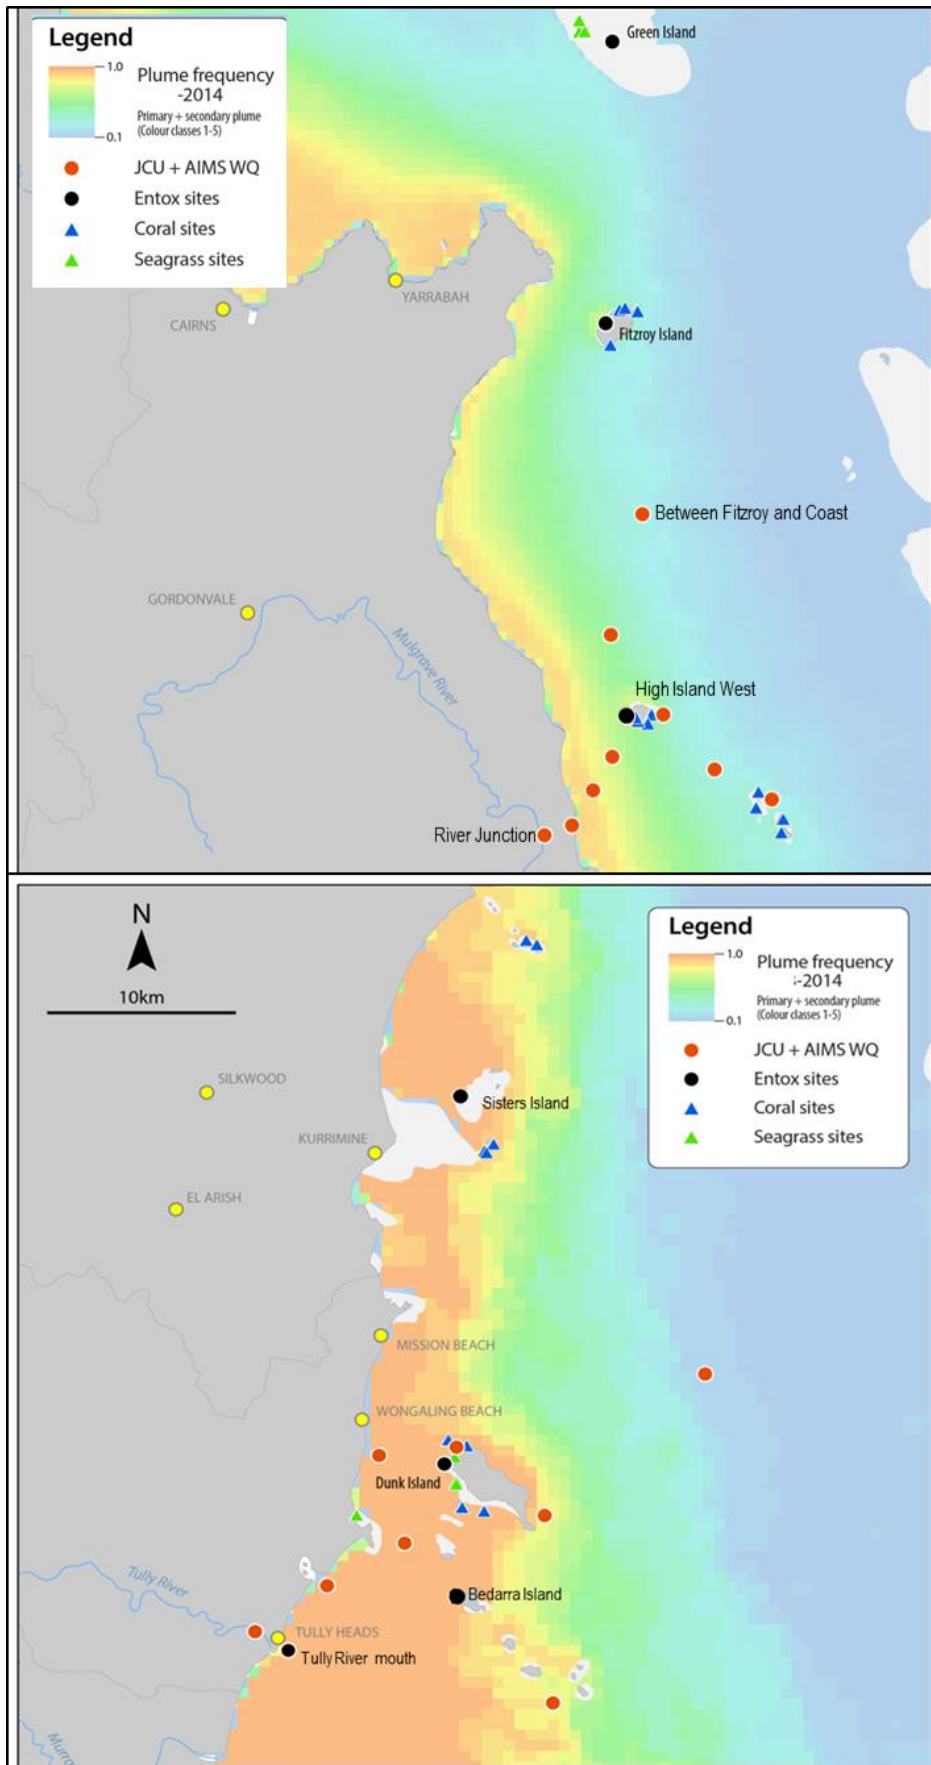 Legend
1.0
Plume frequency
-2014
Primary + secondary plume
(Colour classes 1-5)
0.1
JCU + AIMS WQ
Entox sites
Coral sites
Seagrass sites
Green Island
YARRABAH
CAIRNS
Fitzroy Island
Between Fitzroy and Coast
GORDONVALE
Mulgrave River
High Island West
River Junction
N
10km
Legend
1.0
Plume frequency
-2014
Primary + secondary plume
(Colour classes 1-5)
0.1
JCU + AIMS WQ
Entox sites
Coral sites
Seagrass sites
SILKWOOD
Sisters Island
KURRIMINE
EL ARISH
MISSION BEACH
WONGALING BEACH
Dunk Island
Tully River
Bedarra Island
TULLY HEADS
Tully River mouth